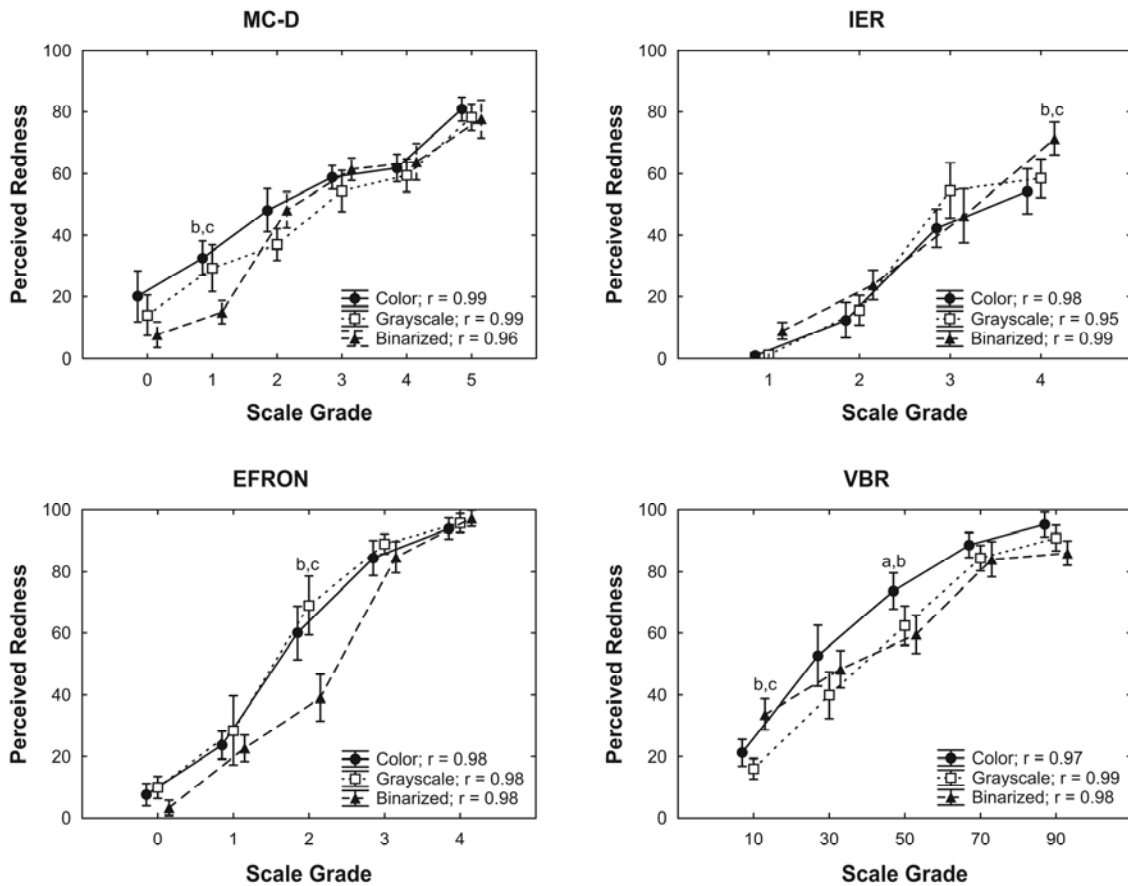 MC-D
100
80
60
40
20
0
Perceived Redness
b,c
Color; r = 0.99
Grayscale; r = 0.99
Binarized; r = 0.96
0 1 2 3 4 5
Scale Grade
IER
100
80
60
40
20
0
Perceived Redness
b,c
Color; r = 0.98
Grayscale; r = 0.95
Binarized; r = 0.99
1 2 3 4
Scale Grade
EFRON
100
80
60
40
20
0
Perceived Redness
b,c
Color; r = 0.98
Grayscale; r = 0.98
Binarized; r = 0.98
0 1 2 3 4
Scale Grade
VBR
100
80
60
40
20
0
Perceived Redness
a,b
b,c
Color; r = 0.97
Grayscale; r = 0.99
Binarized; r = 0.98
10 30 50 70 90
Scale Grade